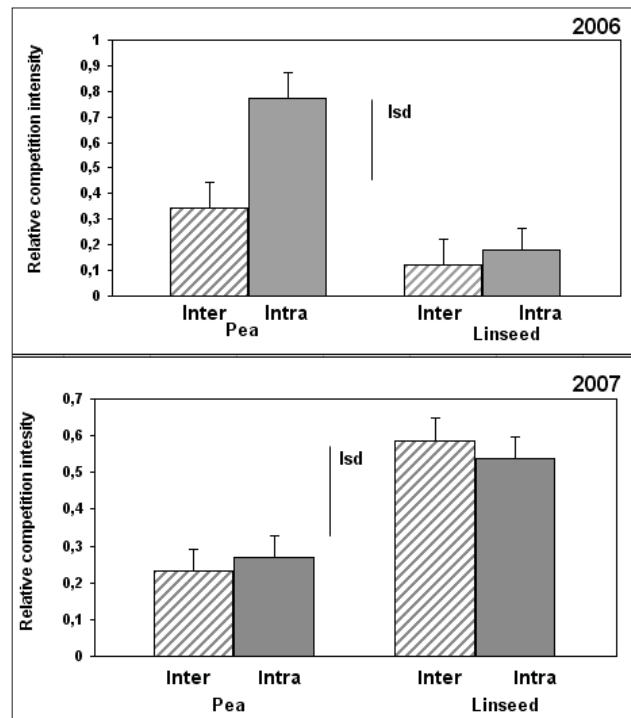 2006
Relative competition intensity
1
0,9
0,8
0,7
0,6
0,5
0,4
0,3
0,2
0,1
0
lsd
Inter Intra Inter Intra
Pea Linseed
2007
Relative competition intesity
0,7
0,6
0,5
0,4
0,3
0,2
0,1
0
lsd
Inter Intra Inter Intra
Pea Linseed